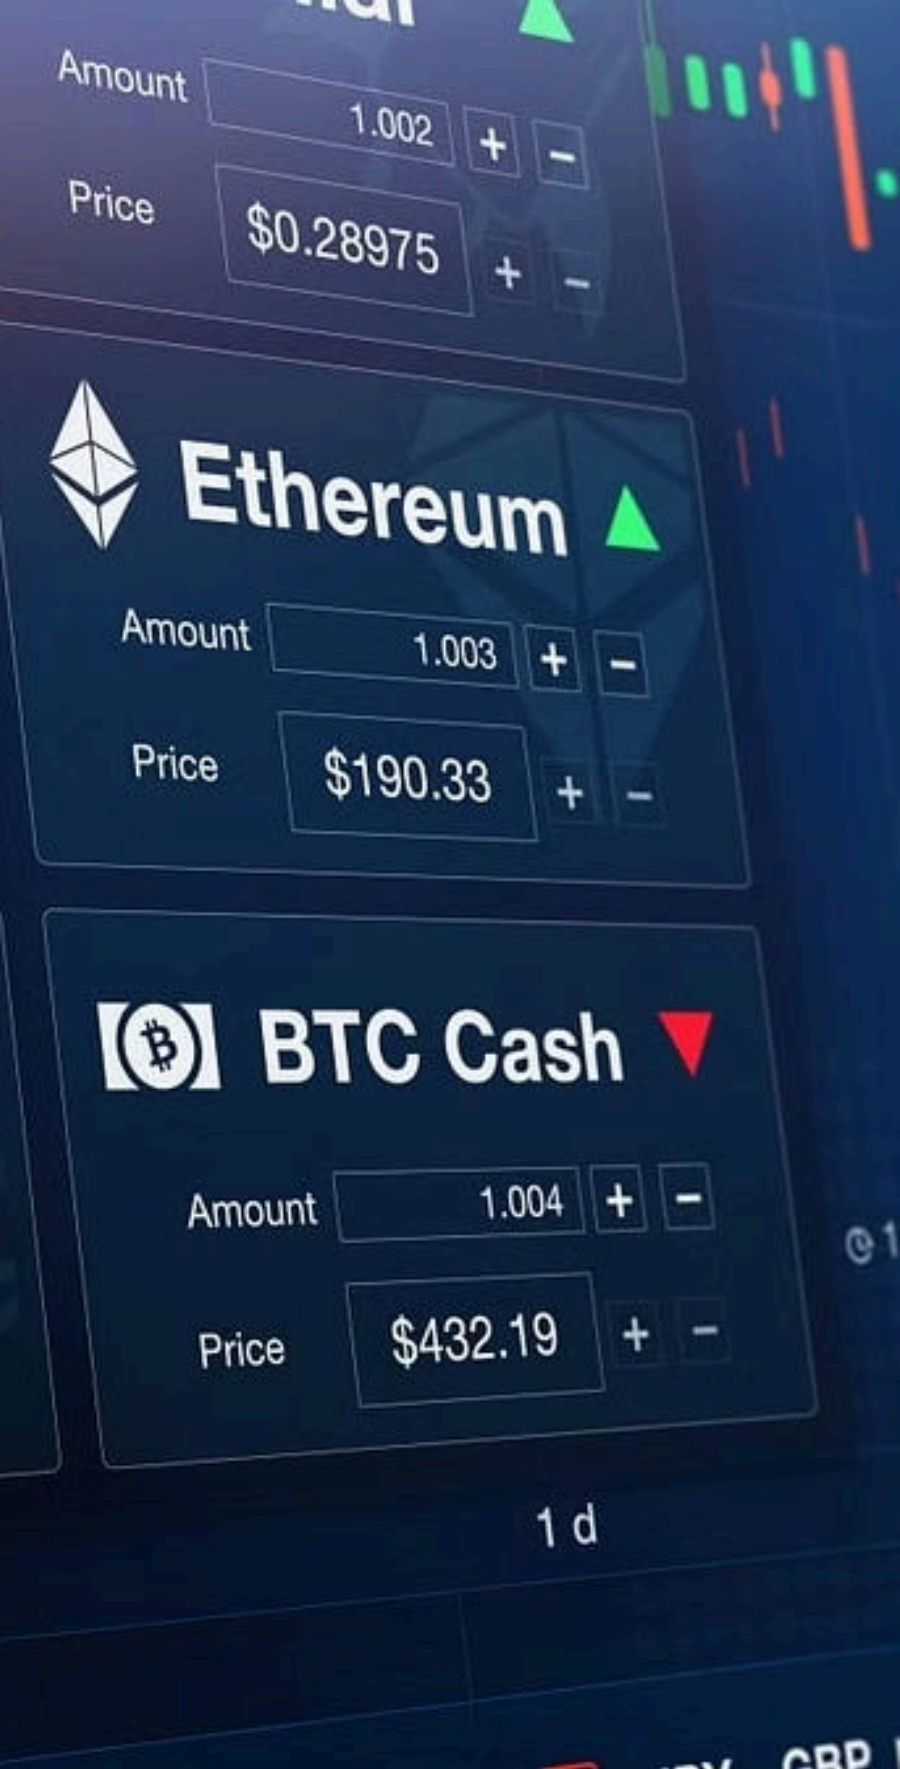 Amount 1.002 + −
Price $0.28975 + −
Ethereum
Amount 1.003 + −
Price $190.33 + −
BTC Cash
Amount 1.004 + −
Price $432.19 + −
1 d
GBP